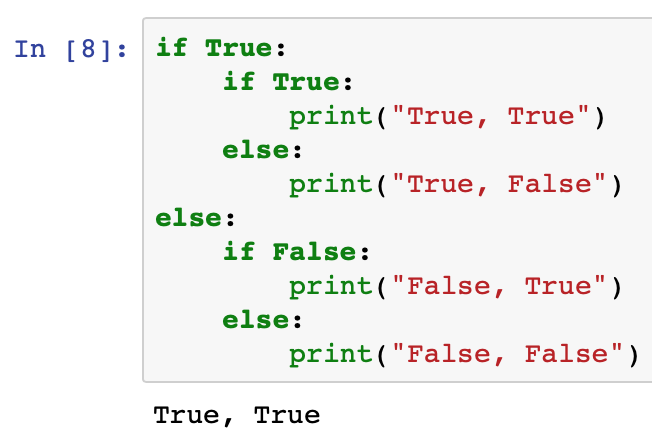 In [8]: if True:
    if True:
        print("True, True")
    else:
        print("True, False")
else:
    if False:
        print("False, True")
    else:
        print("False, False")
True, True